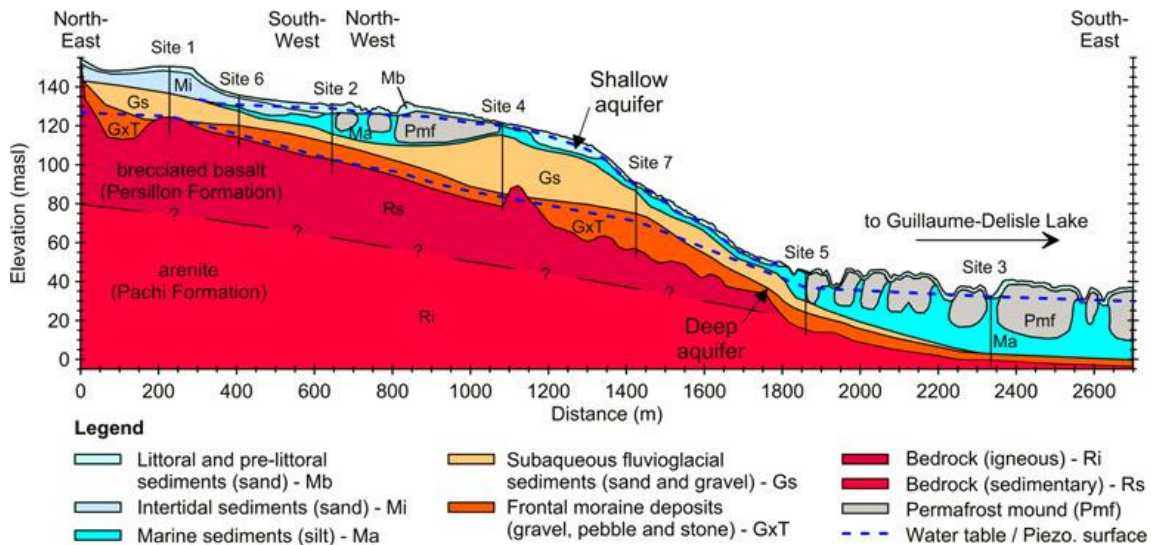 North-
East
South-
West
North-
West
South-
East
Site 1
Site 6
Site 2
Mb
Site 4
Shallow
aquifer
Site 7
Site 5
Site 3
to Guillaume-Delisle Lake
Mi
Gs
GxT
Ma
Pmf
Gs
GxT
Rs
brecciated basalt
(Persillon Formation)
? ? ? ? ?
arenite
(Pachi Formation)
Ri
Deep
aquifer
Pmf
Ma
Elevation (masl)
140
120
100
80
60
40
20
0
0 200 400 600 800 1000 1200 1400 1600 1800 2000 2200 2400 2600
Distance (m)
Legend
Littoral and pre-littoral
sediments (sand) - Mb
Intertidal sediments (sand) - Mi
Marine sediments (silt) - Ma
Subaqueous fluvioglacial
sediments (sand and gravel) - Gs
Frontal moraine deposits
(gravel, pebble and stone) - GxT
Bedrock (igneous) - Ri
Bedrock (sedimentary) - Rs
Permafrost mound (Pmf)
Water table / Piezo. surface